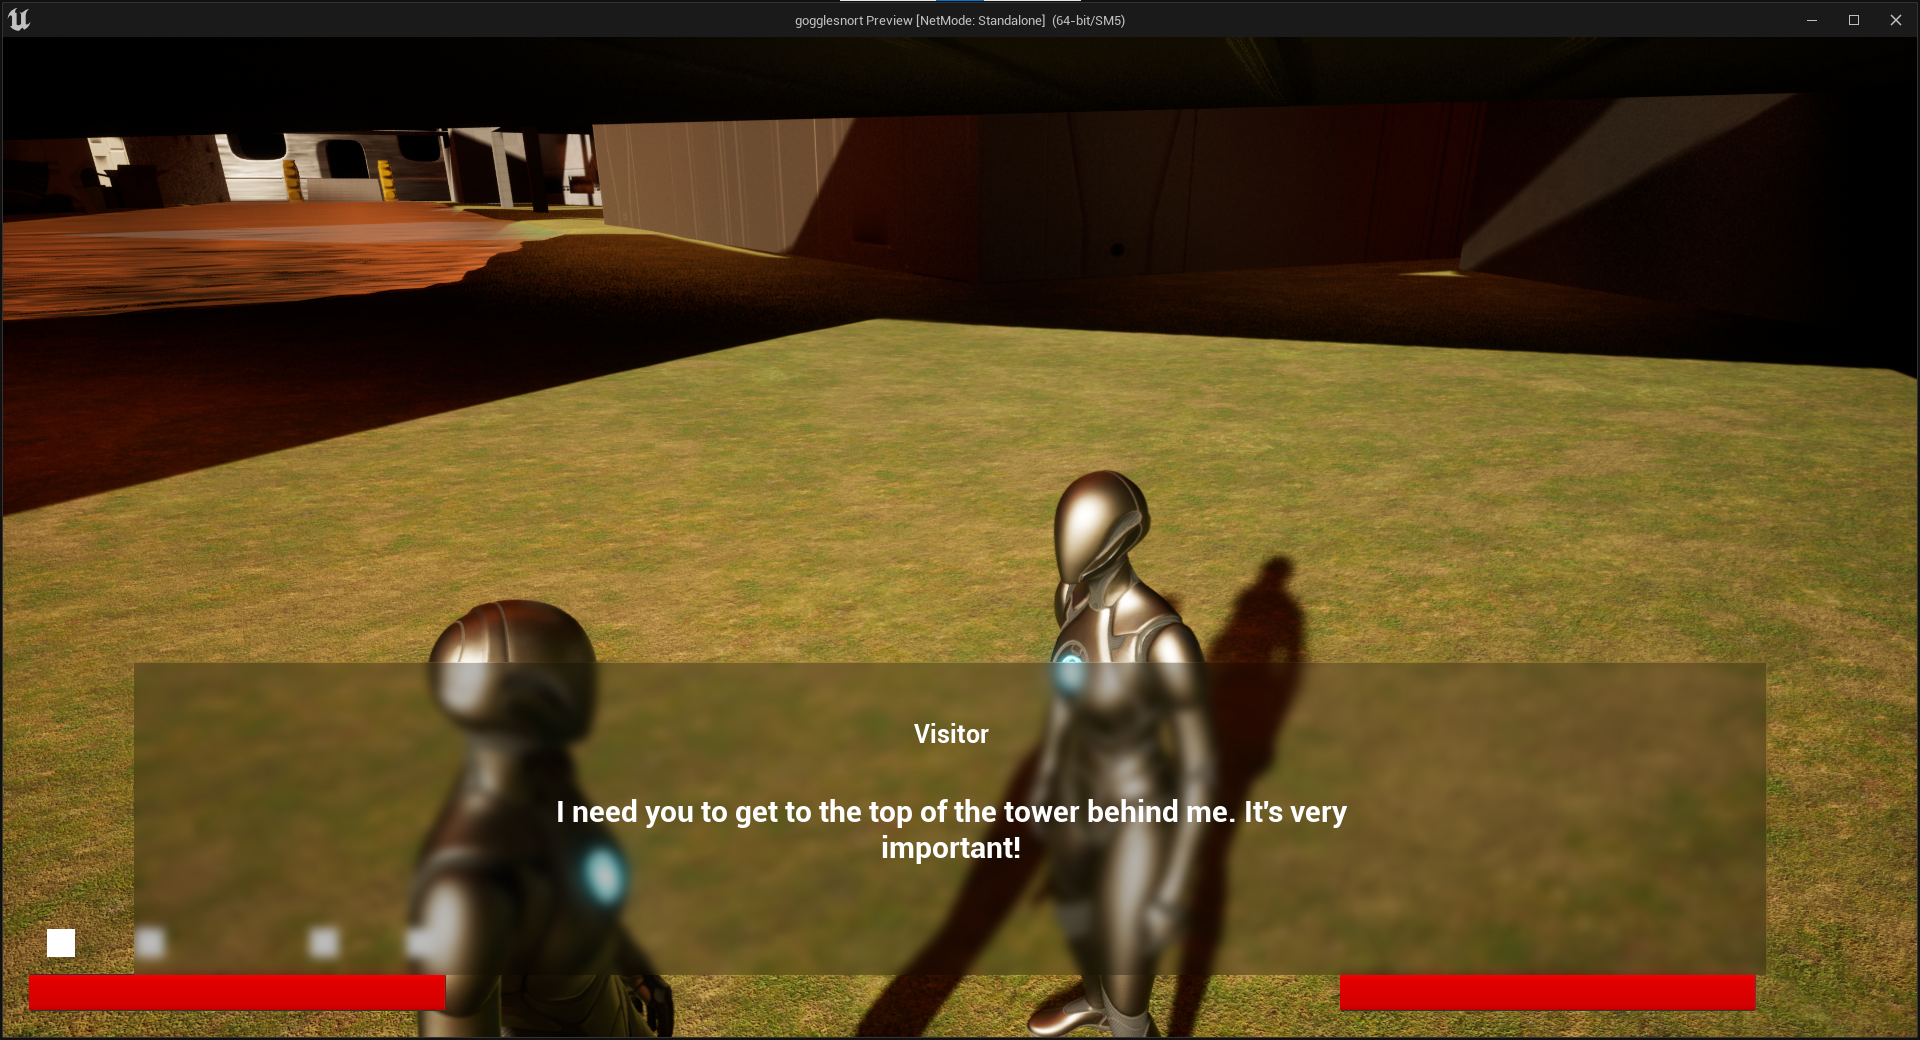 gogglesnort Preview [NetMode: Standalone] (64-bit/SM5)
Visitor
I need you to get to the top of the tower behind me. It's very
important!